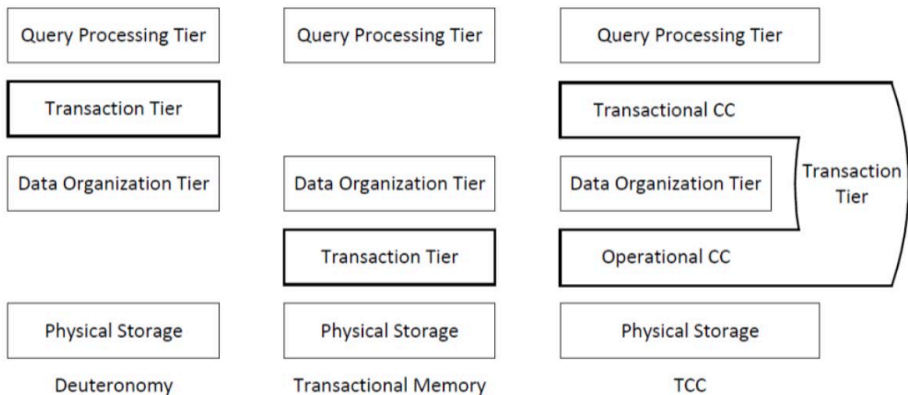 Query Processing Tier
Transaction Tier
Data Organization Tier
Physical Storage
Deuteronomy
Query Processing Tier
Data Organization Tier
Transaction Tier
Physical Storage
Transactional Memory
Query Processing Tier
Transactional CC
Data Organization Tier
Transaction
Tier
Operational CC
Physical Storage
TCC